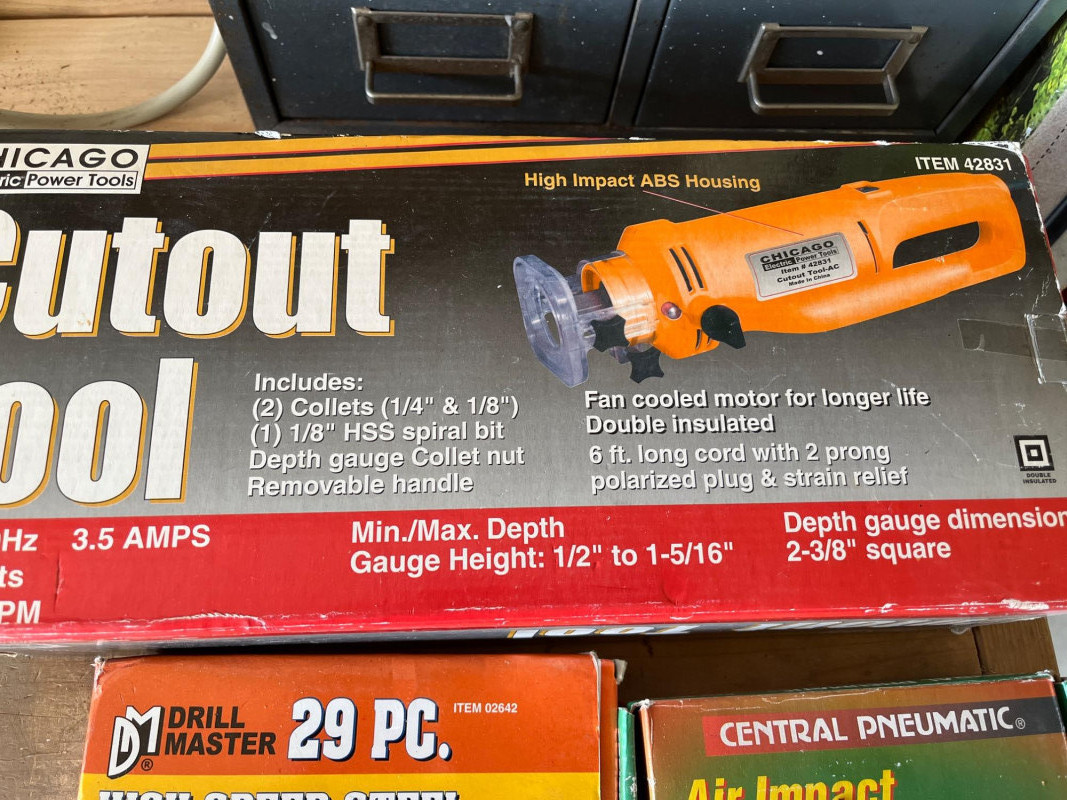 HICAGO
ric Power Tools
ITEM 42831
High Impact ABS Housing
CHICAGO
Electric Power Tools
Item # 42831
Cutout Tool-AC
Made In China
Cutout
ool
Includes:
(2) Collets (1/4" & 1/8")
(1) 1/8" HSS spiral bit
Depth gauge Collet nut
Removable handle
Fan cooled motor for longer life
Double insulated
6 ft. long cord with 2 prong
polarized plug & strain relief
DOUBLE
INSULATED
Hz 3.5 AMPS
ts
PM
Min./Max. Depth
Gauge Height: 1/2" to 1-5/16"
Depth gauge dimension
2-3/8" square
DM DRILL
MASTER
®
29 PC.
ITEM 02642
HIGH SPEED STEEL
CENTRAL PNEUMATIC®
Air Impact